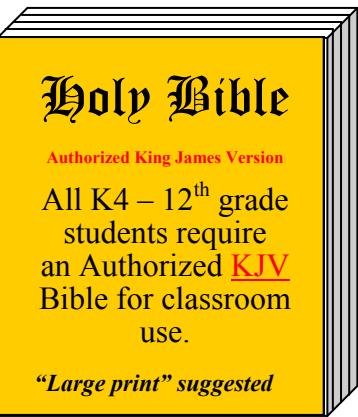 Holy Bible
Authorized King James Version
All K4 – 12th grade
students require
an Authorized KJV
Bible for classroom
use.
“Large print” suggested